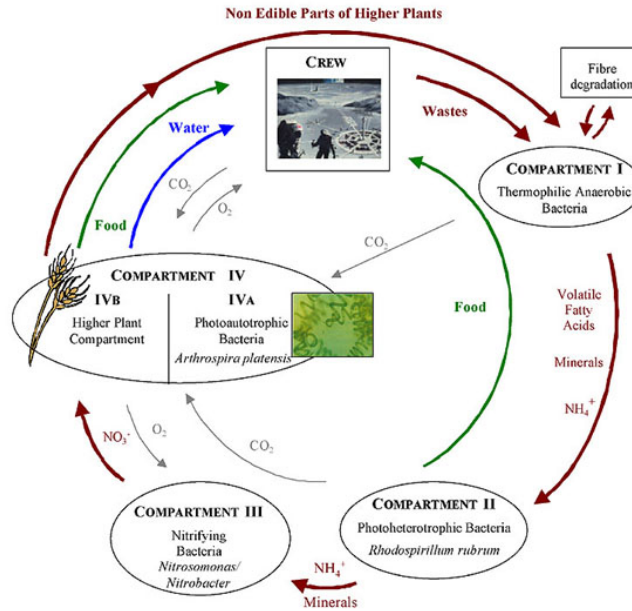 Non Edible Parts of Higher Plants
CREW
Fibre
degradation
Wastes
Water
CO2
O2
Food
COMPARTMENT I
Thermophilic Anaerobic
Bacteria
CO2
COMPARTMENT IV
IVB
Higher Plant
Compartment
IVA
Photoautotrophic
Bacteria
Arthrospira platensis
Food
Volatile
Fatty
Acids
Minerals
NH4+
NO3-
O2
CO2
COMPARTMENT III
Nitrifying
Bacteria
Nitrosomonas/
Nitrobacter
COMPARTMENT II
Photoheterotrophic Bacteria
Rhodospirillum rubrum
NH4+
Minerals